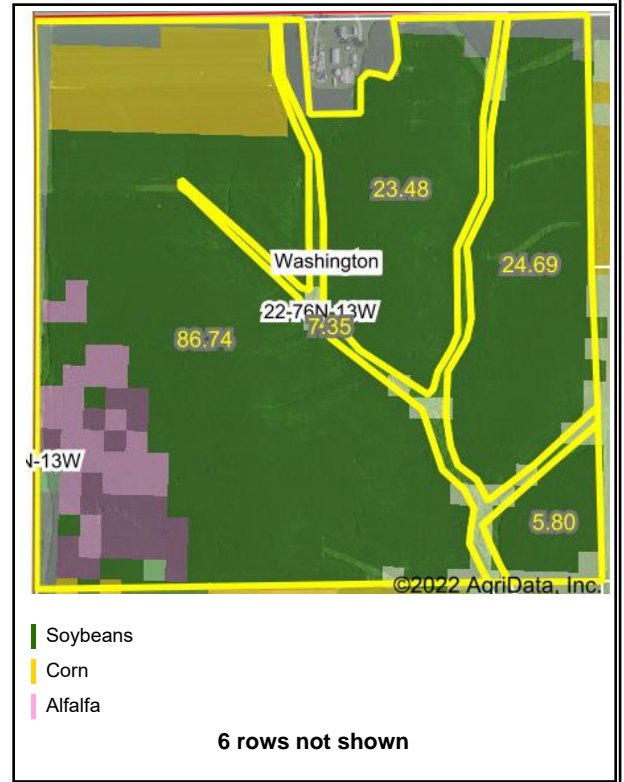 23.48
24.69
Washington
22-76N-13W
7.35
86.74
N-13W
5.80
©2022 AgriData, Inc.
Soybeans
Corn
Alfalfa
6 rows not shown